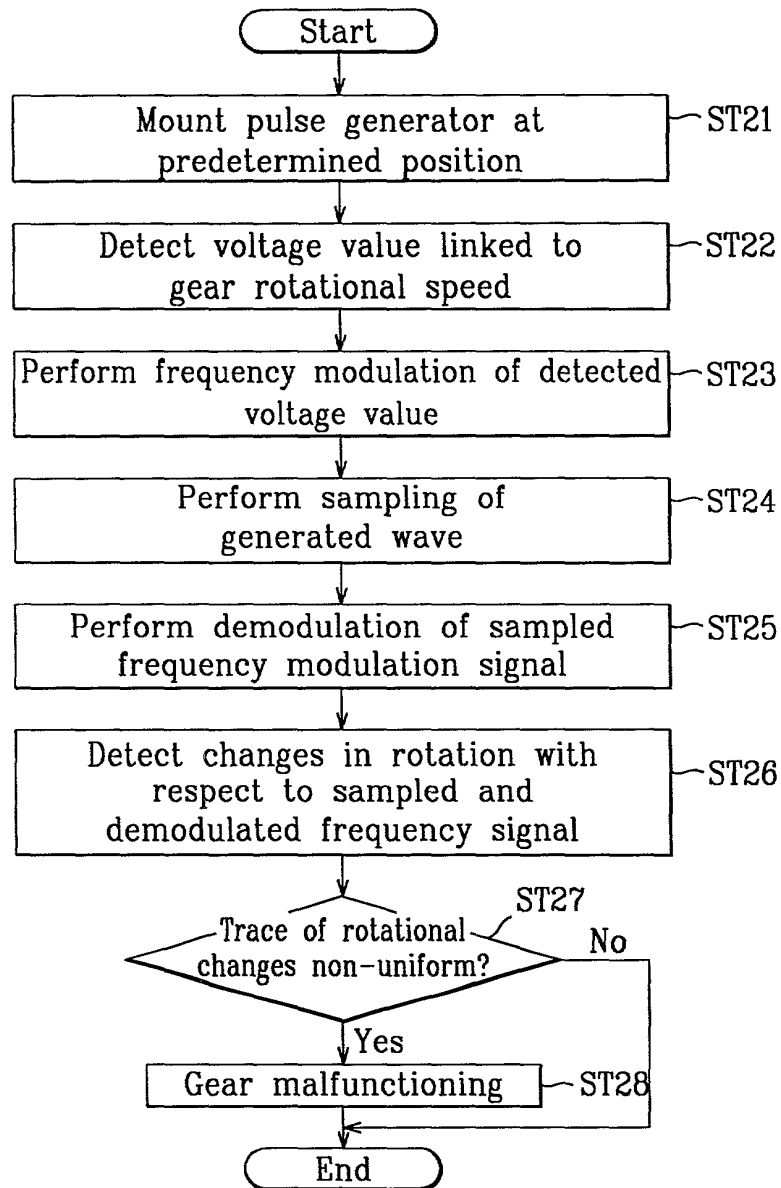 Start
Mount pulse generator at
predetermined position
ST21
Detect voltage value linked to
gear rotational speed
ST22
Perform frequency modulation of detected
voltage value
ST23
Perform sampling of
generated wave
ST24
Perform demodulation of sampled
frequency modulation signal
ST25
Detect changes in rotation with
respect to sampled and
demodulated frequency signal
ST26
ST27
Trace of rotational
changes non-uniform?
No
Yes
Gear malfunctioning
ST28
End